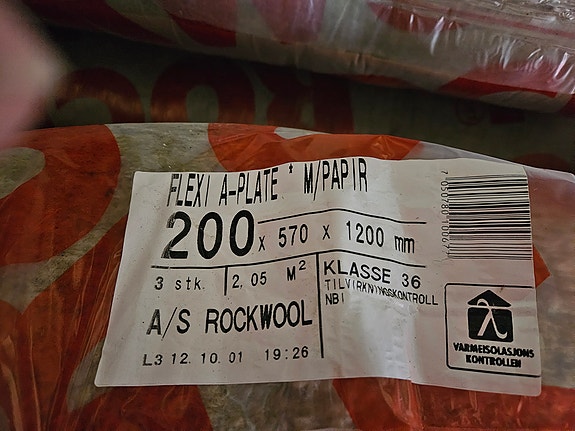 FLEXI A-PLATE * M/PAPIR
200 x 570 x 1200 mm
3 stk. 2,05 M²
KLASSE 36
TILVIRKNINGSKONTROLL
NBI
A/S ROCKWOOL
L3 12.10.01 19:26
VARMEISOLASJONS
KONTROLLEN